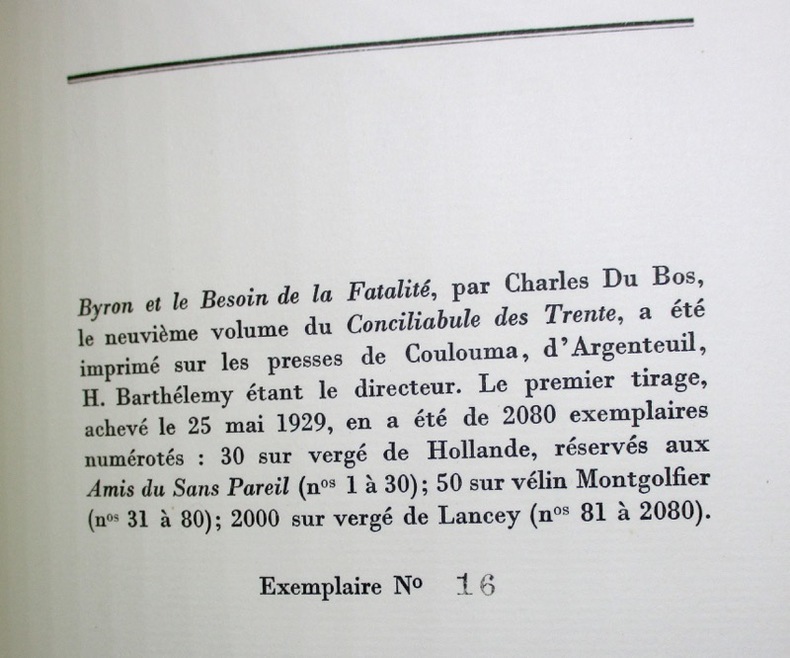 Byron et le Besoin de la Fatalité, par Charles Du Bos,
le neuvième volume du Conciliabule des Trente, a été
imprimé sur les presses de Coulouma, d'Argenteuil,
H. Barthélemy étant le directeur. Le premier tirage,
achevé le 25 mai 1929, en a été de 2080 exemplaires
numérotés : 30 sur vergé de Hollande, réservés aux
Amis du Sans Pareil (nos 1 à 30); 50 sur vélin Montgolfier
(nos 31 à 80); 2000 sur vergé de Lancey (nos 81 à 2080).
Exemplaire No 16